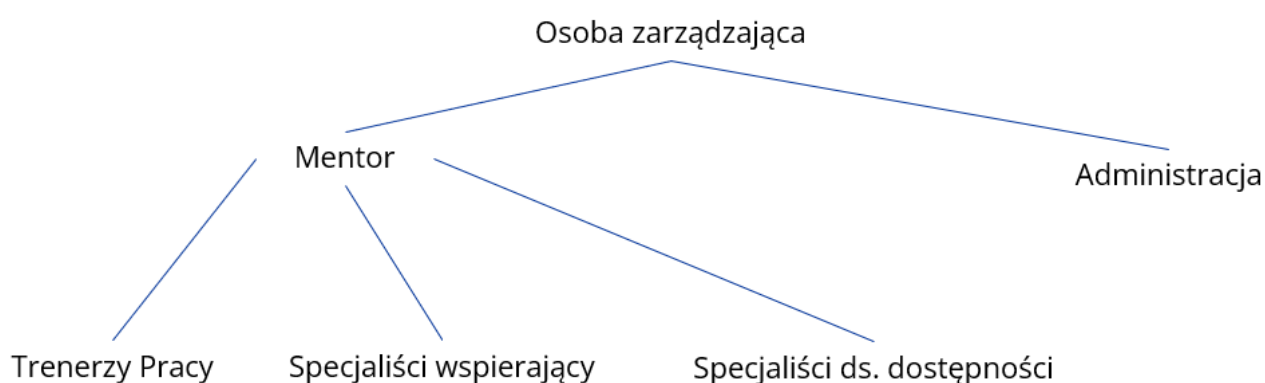 Osoba zarządzająca
Mentor
Administracja
Trenerzy Pracy
Specjaliści wspierający
Specjaliści ds. dostępności